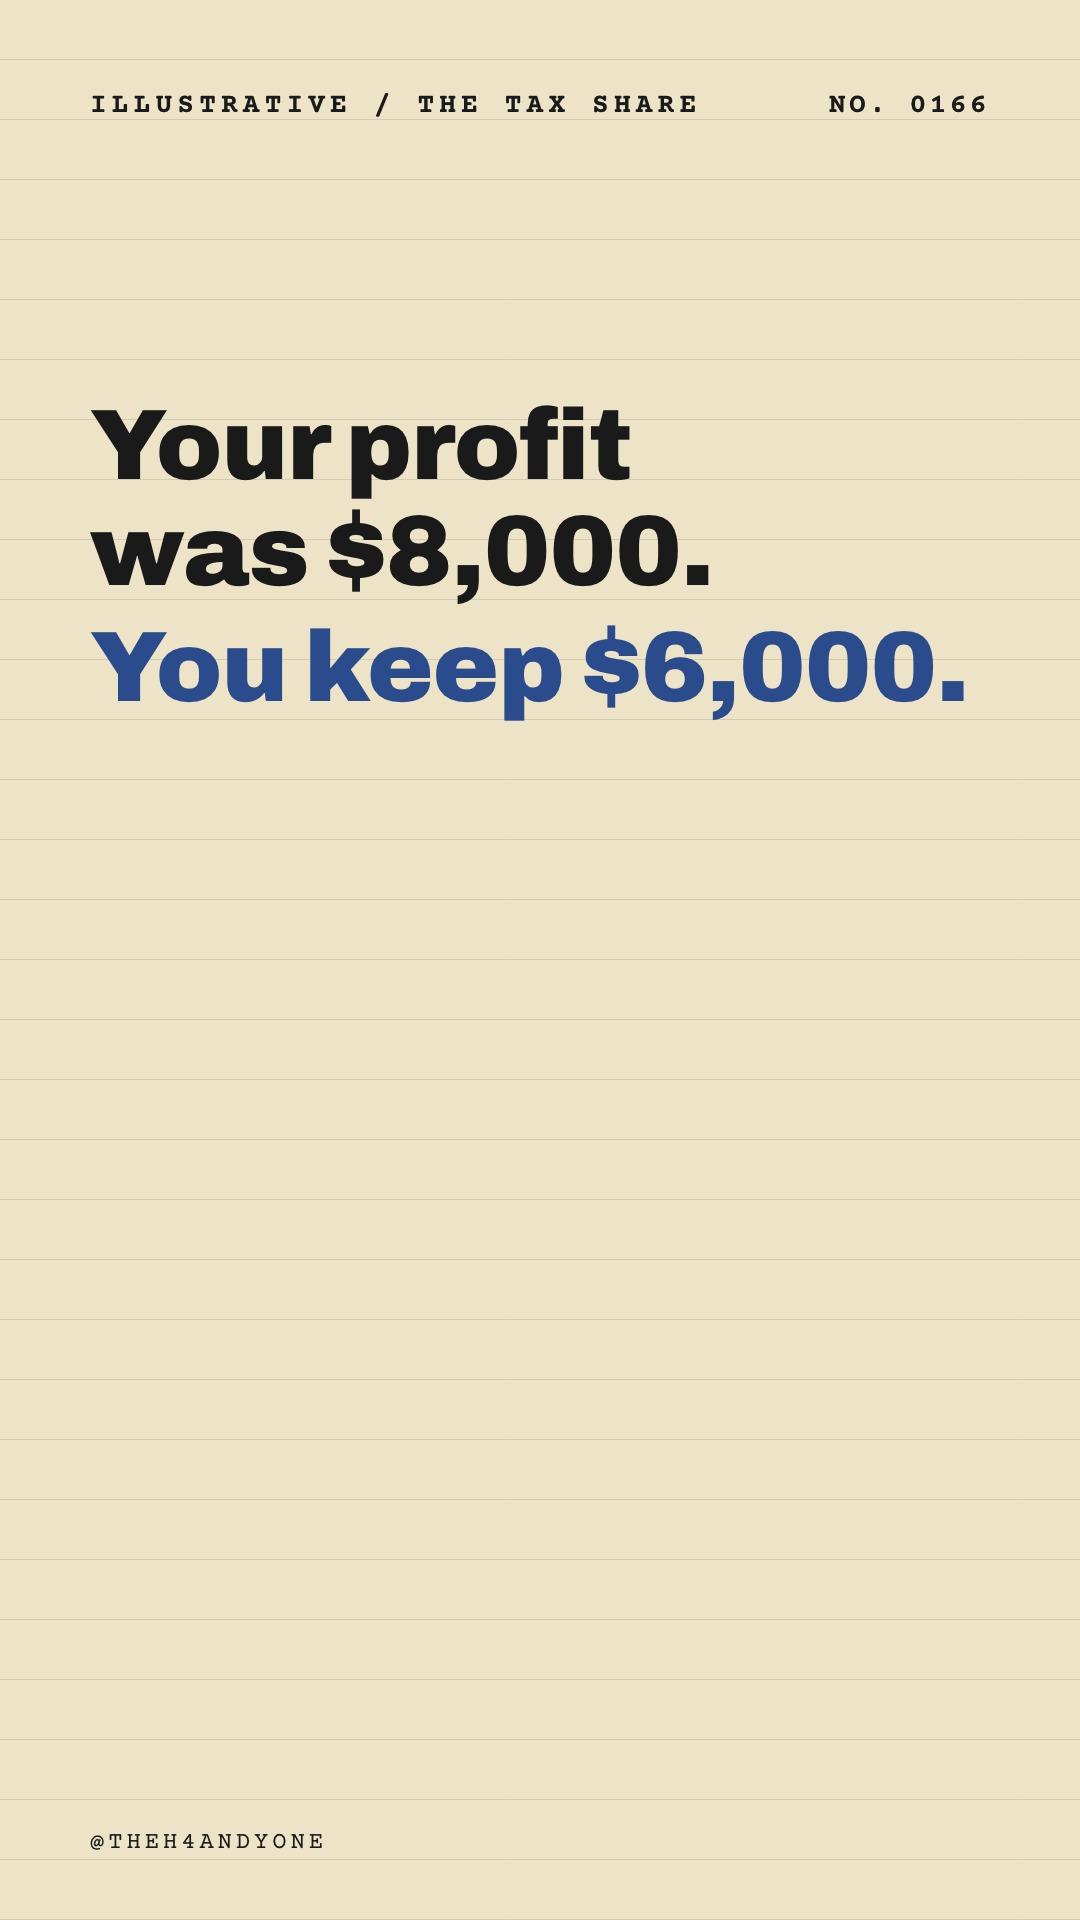 ILLUSTRATIVE / THE TAX SHARE NO. 0166
Your profit
was $8,000.
You keep $6,000.
@THEH4ANDYONE